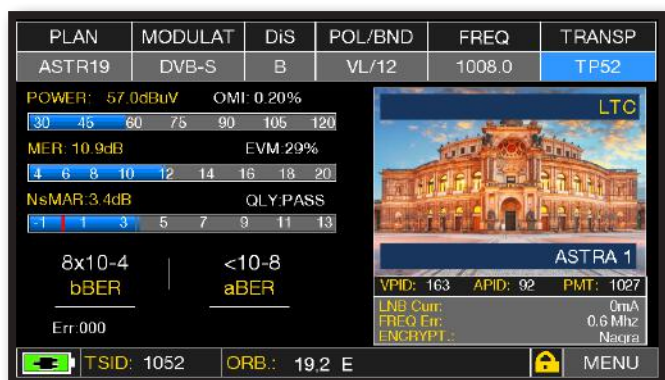 PLAN MODULAT DiS POL/BND FREQ TRANSP
ASTR19 DVB-S B VL/12 1008.0 TP52
POWER: 57.0dBuV OMI: 0.20%
30 45 60 75 90 105 120
MER: 10.9dB EVM:29%
4 6 8 10 12 14 16 18 20
NsMAR:3.4dB QLY:PASS
-1 1 3 5 7 9 11 13
8x10-4 <10-8
bBER aBER
Err:000
LTC
ASTRA 1
VPID: 163 APID: 92 PMT: 1027
LNB Curr: 0mA
FREQ Err: 0.6 Mhz
ENCRYPT.: Nagra
TSID: 1052 ORB.: 19,2 E MENU